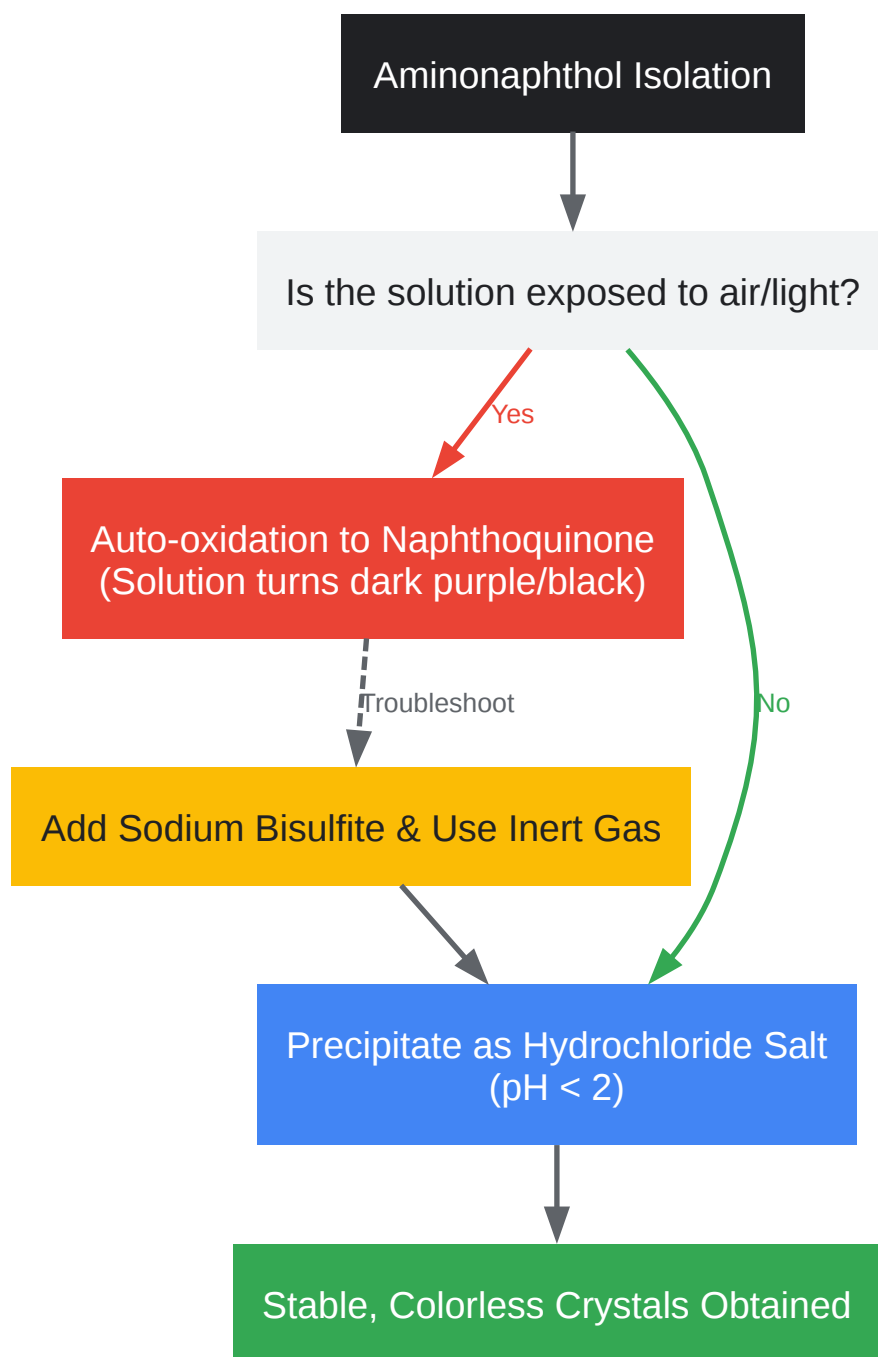 Aminonaphthol Isolation
Is the solution exposed to air/light?
Yes
Auto-oxidation to Naphthoquinone
(Solution turns dark purple/black)
Troubleshoot
No
Add Sodium Bisulfite & Use Inert Gas
Precipitate as Hydrochloride Salt
(pH < 2)
Stable, Colorless Crystals Obtained